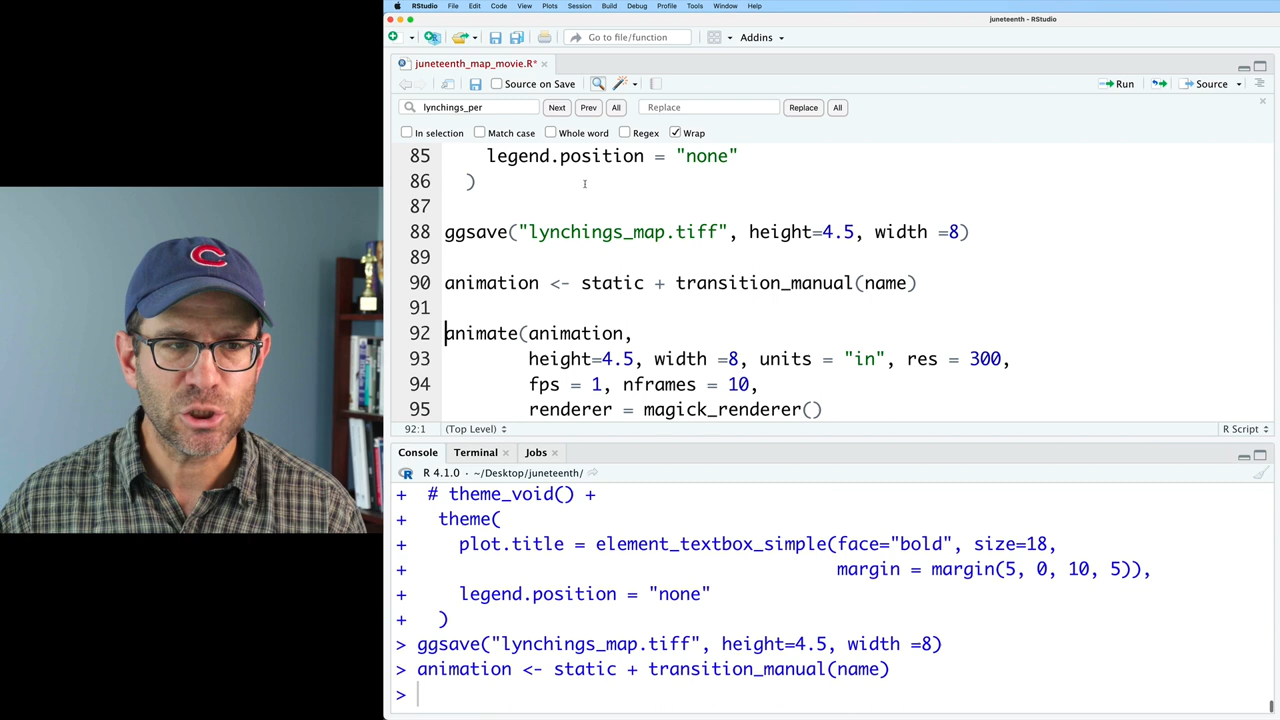 RStudio File Edit Code View Plots Session Build Debug Profile Tools Window Help
juneteenth - RStudio
Go to file/function Addins
juneteenth_map_movie.R*
Source on Save Run Source
lynchings_per Next Prev All Replace Replace All
In selection Match case Whole word Regex Wrap
85 legend.position = "none"
86 )
87
88 ggsave("lynchings_map.tiff", height=4.5, width =8)
89
90 animation <- static + transition_manual(name)
91
92 animate(animation,
93 height=4.5, width =8, units = "in", res = 300,
94 fps = 1, nframes = 10,
95 renderer = magick_renderer()
92:1 (Top Level) R Script
Console Terminal Jobs
R 4.1.0 · ~/Desktop/juneteenth/
+ # theme_void() +
+ theme(
+ plot.title = element_textbox_simple(face="bold", size=18,
+ margin = margin(5, 0, 10, 5)),
+ legend.position = "none"
+ )
> ggsave("lynchings_map.tiff", height=4.5, width =8)
> animation <- static + transition_manual(name)
>
C